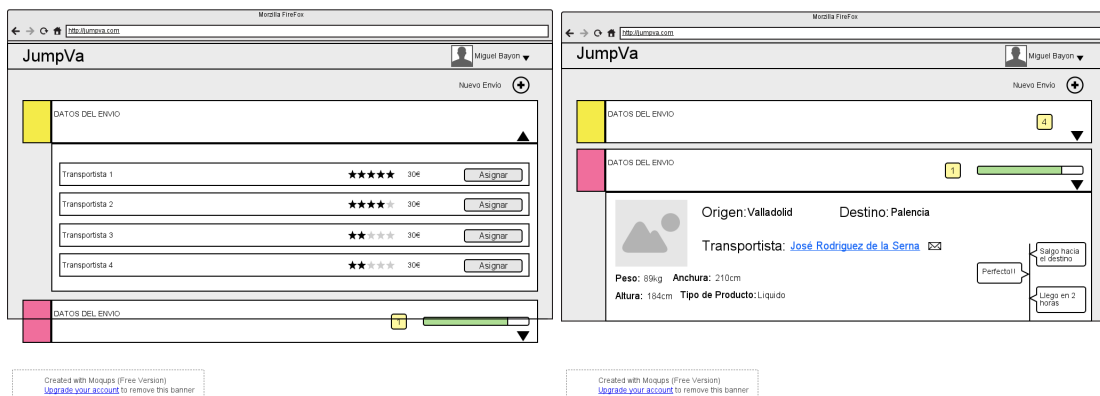 Morzilla FireFox
http://jumpva.com
JumpVa
Miguel Bayon
Nuevo Envío
DATOS DEL ENVIO
Transportista 1
30€
Asignar
Transportista 2
30€
Asignar
Transportista 3
30€
Asignar
Transportista 4
30€
Asignar
DATOS DEL ENVIO
1
Created with Moqups (Free Version)
Upgrade your account to remove this banner
Morzilla FireFox
http://jumpva.com
JumpVa
Miguel Bayon
Nuevo Envío
DATOS DEL ENVIO
4
DATOS DEL ENVIO
1
Origen: Valladolid Destino: Palencia
Transportista: José Rodriguez de la Serna
Peso: 89kg Anchura: 210cm
Altura: 184cm Tipo de Producto: Liquido
Salgo hacia
el destino
Perfecto!!
Llego en 2
horas
Created with Moqups (Free Version)
Upgrade your account to remove this banner